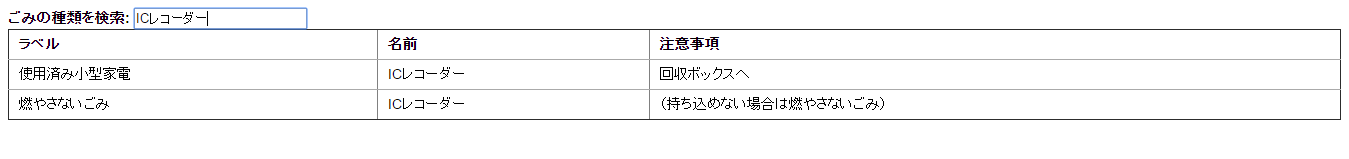 ごみの種類を検索: ICレコーダー
ラベル 名前 注意事項
使用済み小型家電 ICレコーダー 回収ボックスへ
燃やさないごみ ICレコーダー （持ち込めない場合は燃やさないごみ）